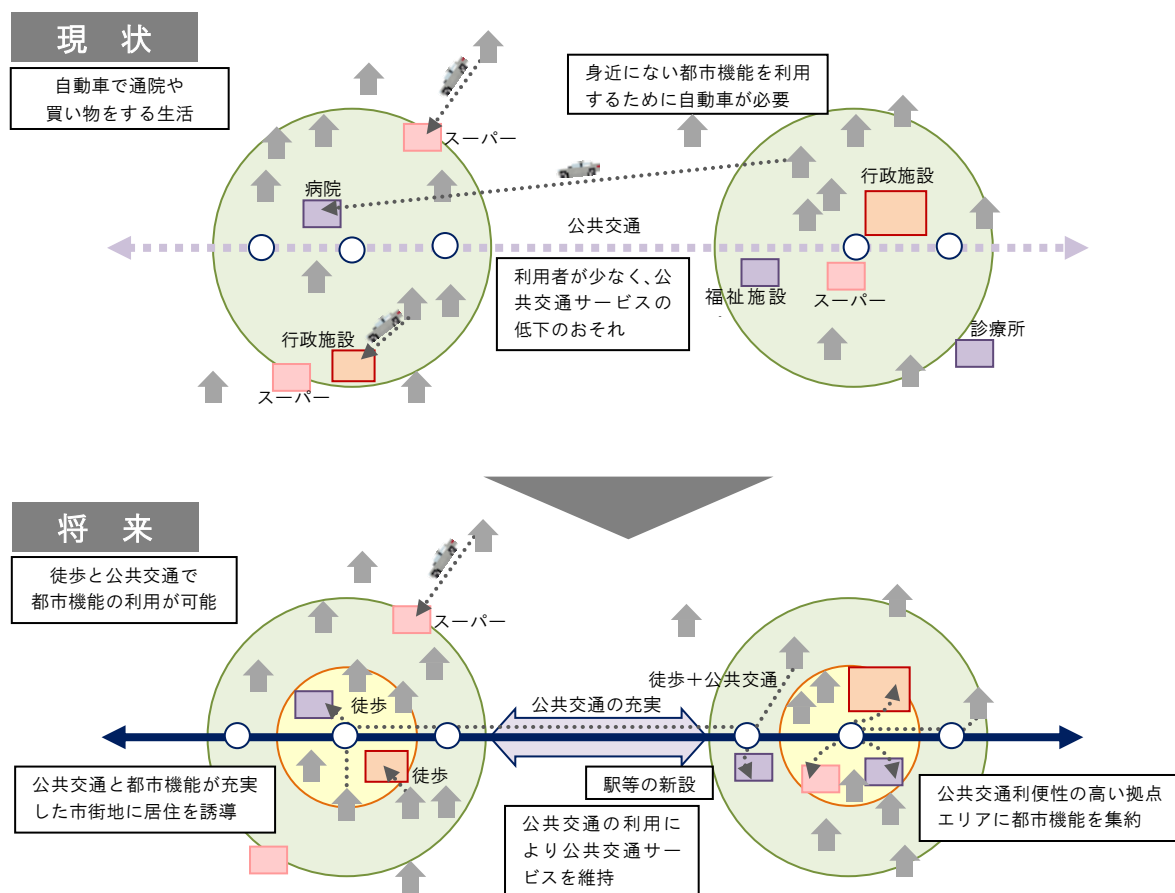 現 状
自動車で通院や
買い物をする生活
身近にない都市機能を利用
するために自動車が必要
スーパー
病院
行政施設
公共交通
利用者が少なく、公
共交通サービスの
低下のおそれ
福祉施設
スーパー
行政施設
スーパー
診療所
将 来
徒歩と公共交通で
都市機能の利用が可能
スーパー
徒歩
徒歩+公共交通
公共交通の充実
徒歩
駅等の新設
公共交通と都市機能が充実
した市街地に居住を誘導
公共交通の利用に
より公共交通サー
ビスを維持
公共交通利便性の高い拠点
エリアに都市機能を集約